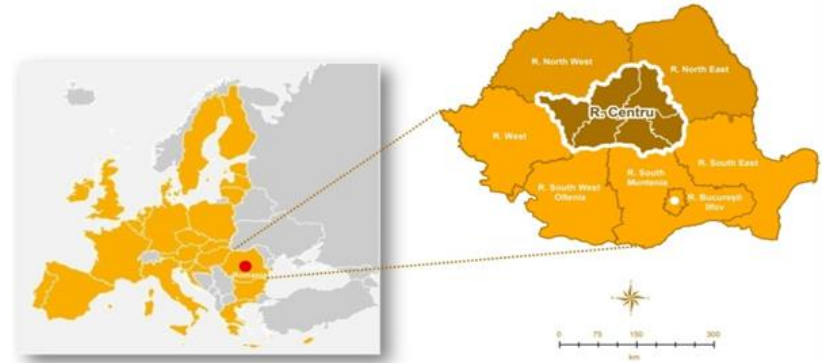 R. North West
R. North East
R. Centru
R. West
R. South East
R. South West
Oltenia
R. South
Muntenia
R. București
Ilfov
0 75 150 300
km